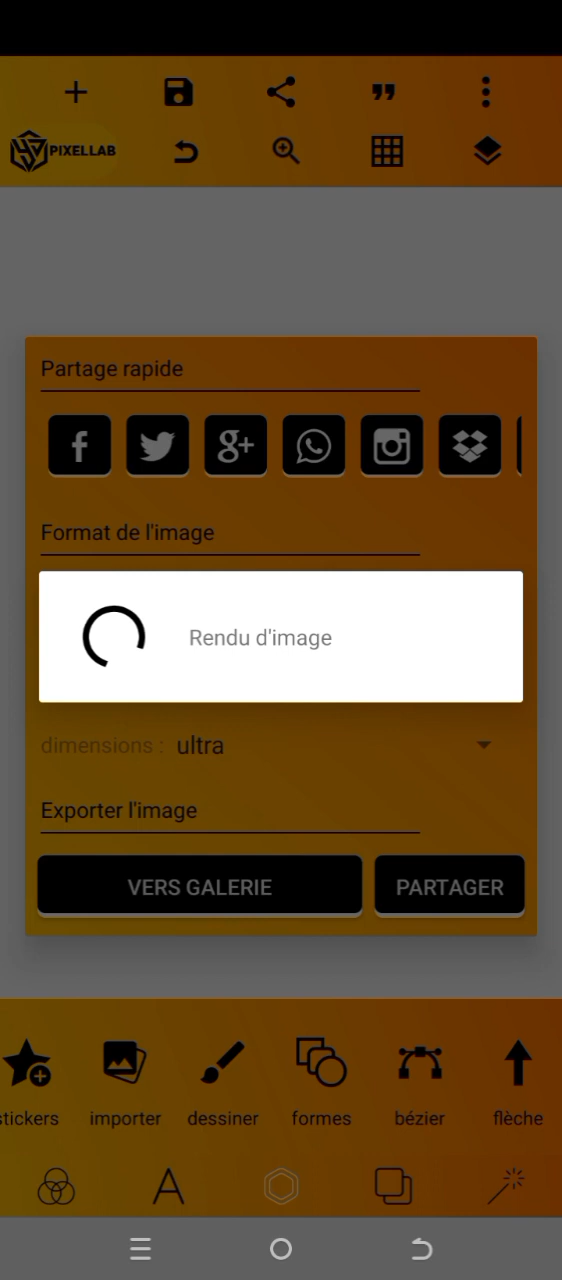 PIXELLAB
Partage rapide
Format de l'image
Rendu d'image
dimensions : ultra
Exporter l'image
VERS GALERIE PARTAGER
stickers importer dessiner formes bézier flèche